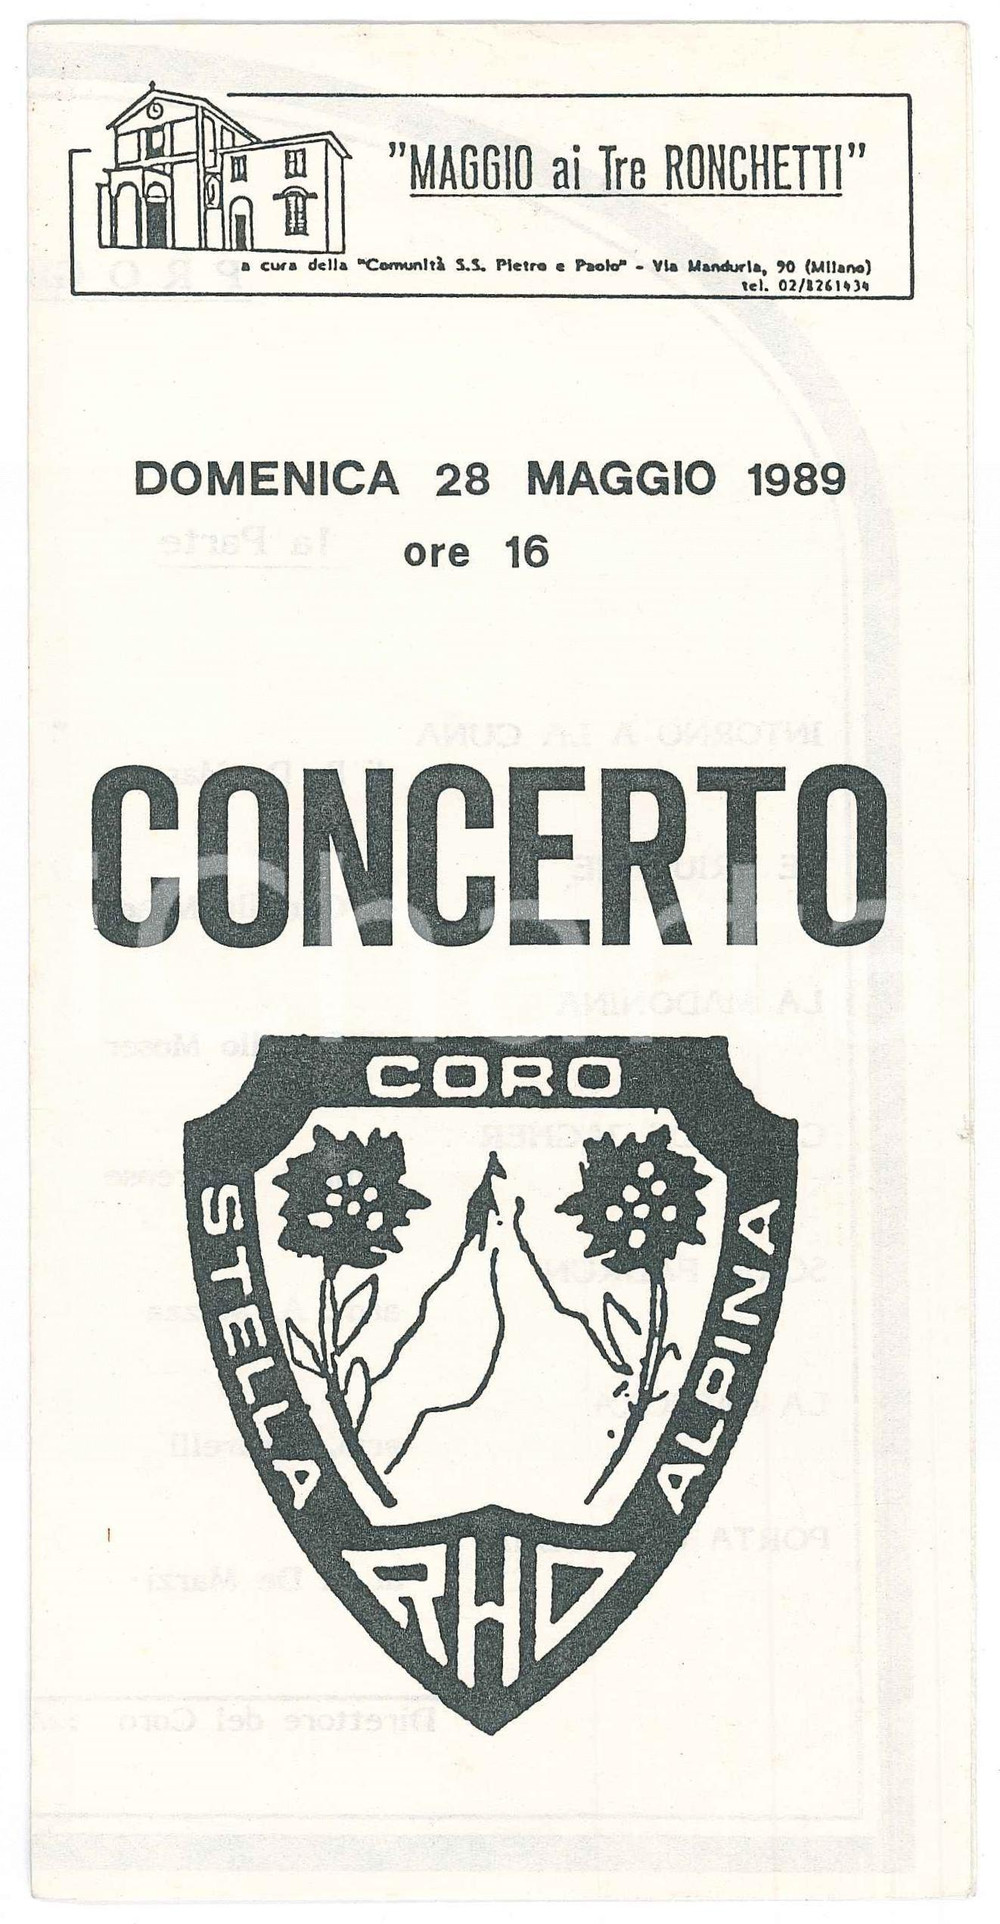 "MAGGIO ai Tre RONCHETTI"
a cura della "Comunità S.S. Pietro e Paolo" - Via Manduria, 90 (Milano)
tel. 02/8261434
DOMENICA 28 MAGGIO 1989
ore 16
CONCERTO
CORO
STELLA
ALPINA
RHO